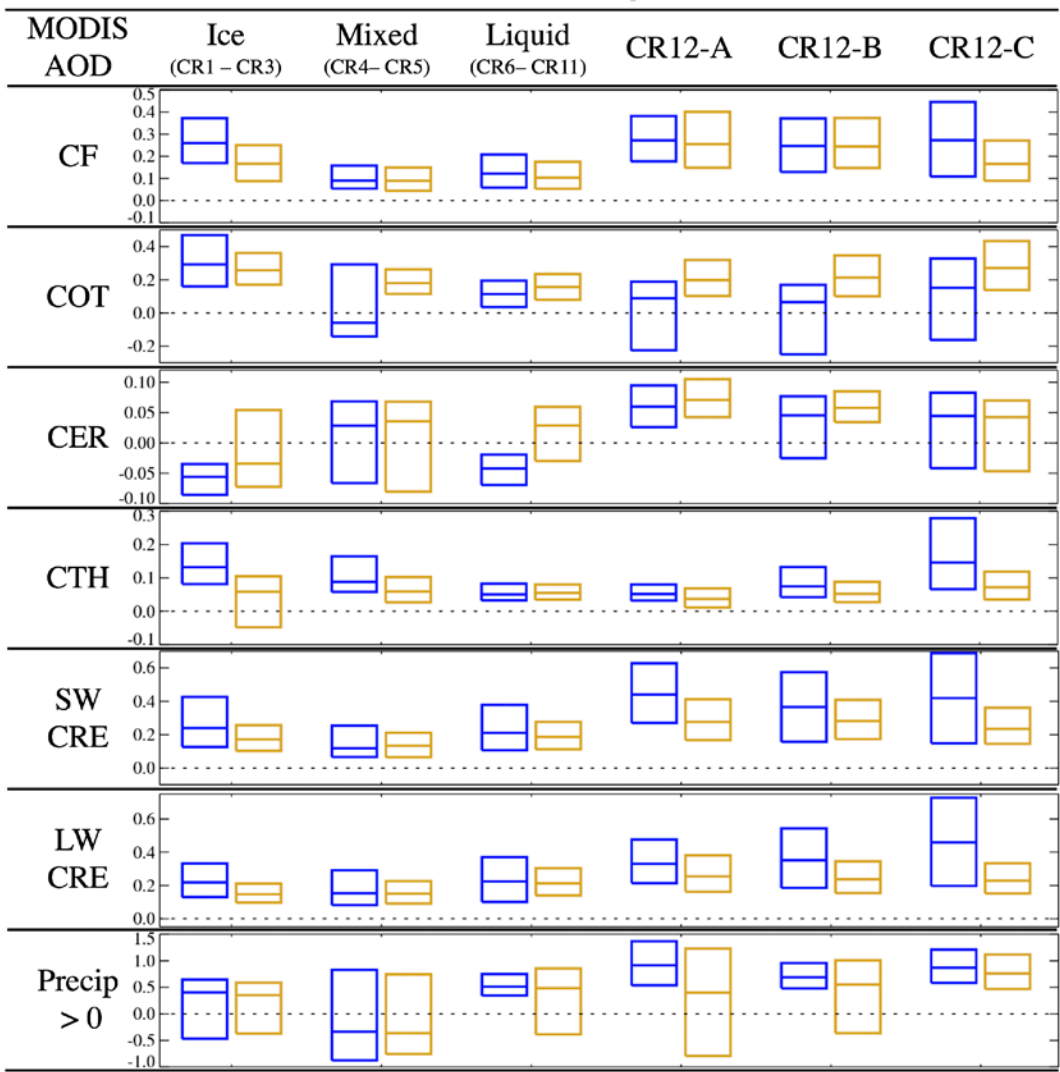 MODIS AOD
Ice (CR1 – CR3)
Mixed (CR4– CR5)
Liquid (CR6– CR11)
CR12-A
CR12-B
CR12-C
CF
0.5
0.4
0.3
0.2
0.1
0.0
-0.1
COT
0.4
0.2
0.0
-0.2
CER
0.10
0.05
0.00
-0.05
-0.10
CTH
0.3
0.2
0.1
0.0
-0.1
SW CRE
0.6
0.4
0.2
0.0
LW CRE
0.6
0.4
0.2
0.0
Precip > 0
1.5
1.0
0.5
0.0
-0.5
-1.0